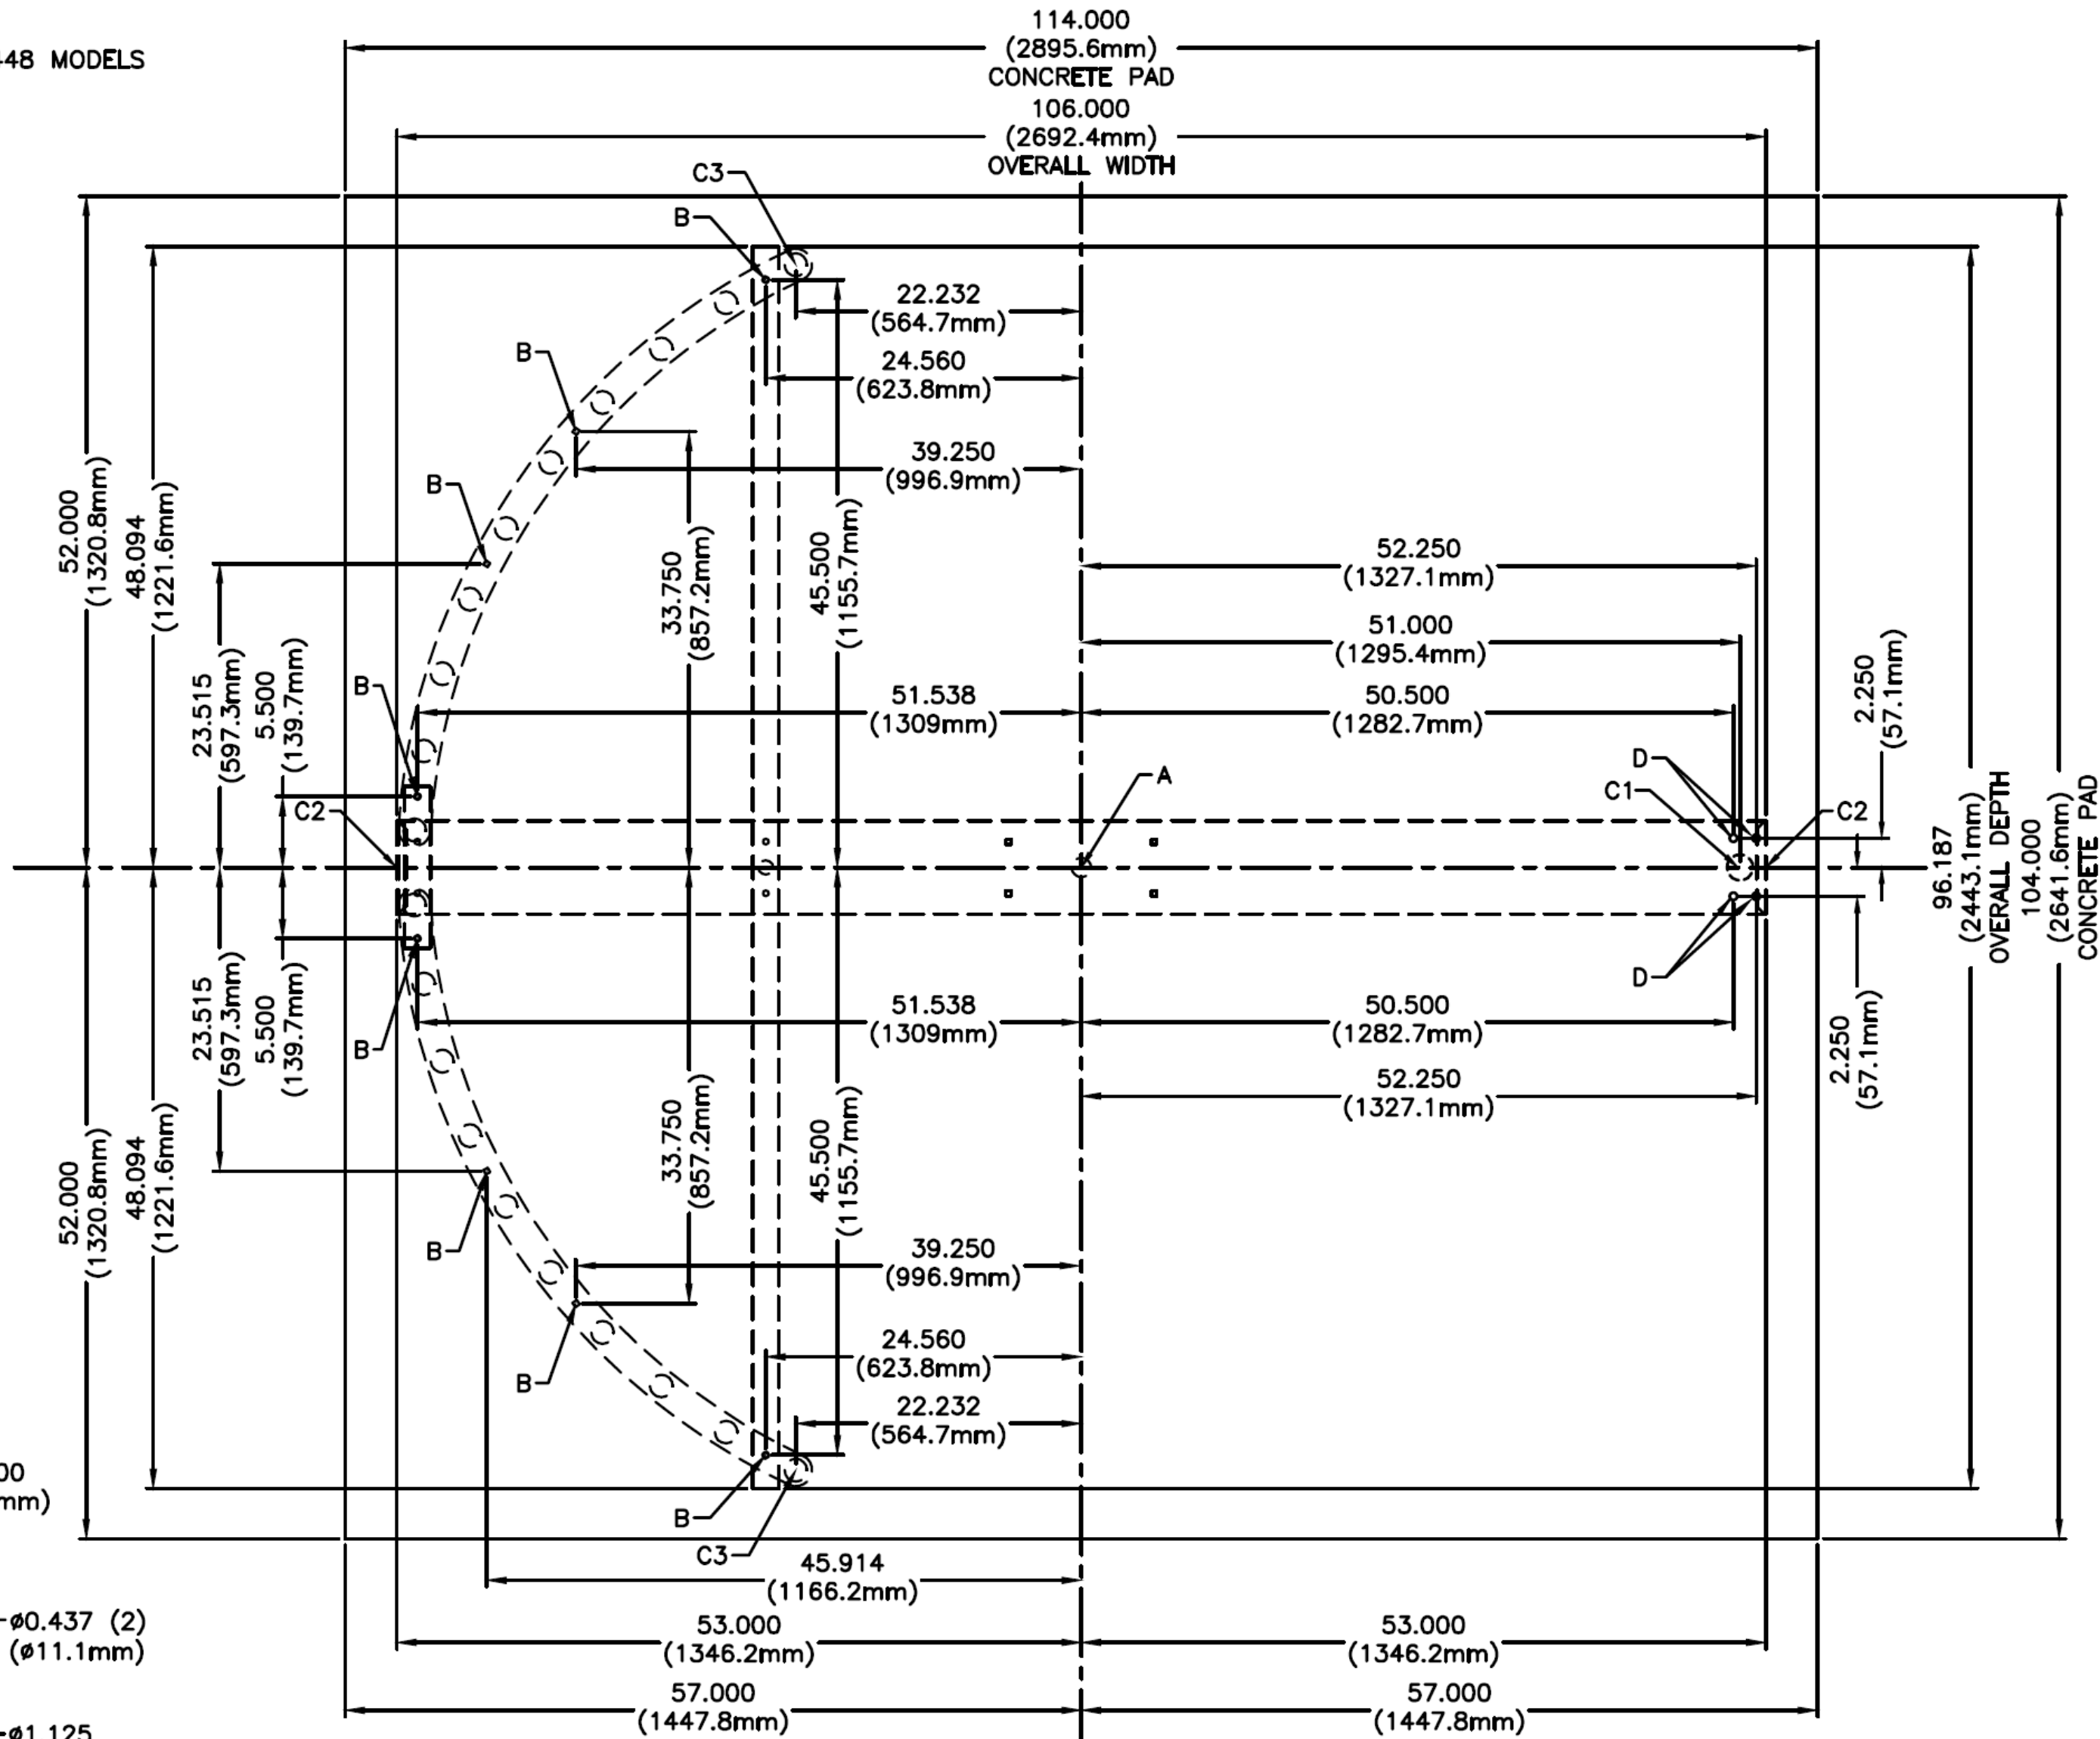 114.000
(2895.6mm)
CONCRETE PAD
-48 MODELS
106.000
(2692.4mm)
OVERALL WIDTH
C3
B
22.232
(564.7mm)
B
24.560
(623.8mm)
39.250
(996.9mm)
B
52.000
(1320.8mm)
48.094
(1221.6mm)
33.750
(857.2mm)
45.500
(1155.7mm)
52.250
(1327.1mm)
51.000
(1295.4mm)
23.515
(597.3mm)
5.500
(139.7mm)
B
51.538
(1309mm)
50.500
(1282.7mm)
2.250
(57.1mm)
D
A
C1
C2
C2
96.187
(2443.1mm)
OVERALL DEPTH
104.000
(2641.6mm)
CONCRETE PAD
D
23.515
(597.3mm)
5.500
(139.7mm)
B
51.538
(1309mm)
50.500
(1282.7mm)
2.250
(57.1mm)
52.250
(1327.1mm)
52.000
(1320.8mm)
48.094
(1221.6mm)
33.750
(857.2mm)
45.500
(1155.7mm)
B
39.250
(996.9mm)
24.560
(623.8mm)
B
22.232
(564.7mm)
00
mm)
B
C3
45.914
(1166.2mm)
ø0.437 (2)
(ø11.1mm)
53.000
(1346.2mm)
53.000
(1346.2mm)
57.000
(1447.8mm)
57.000
(1447.8mm)
ø1.125